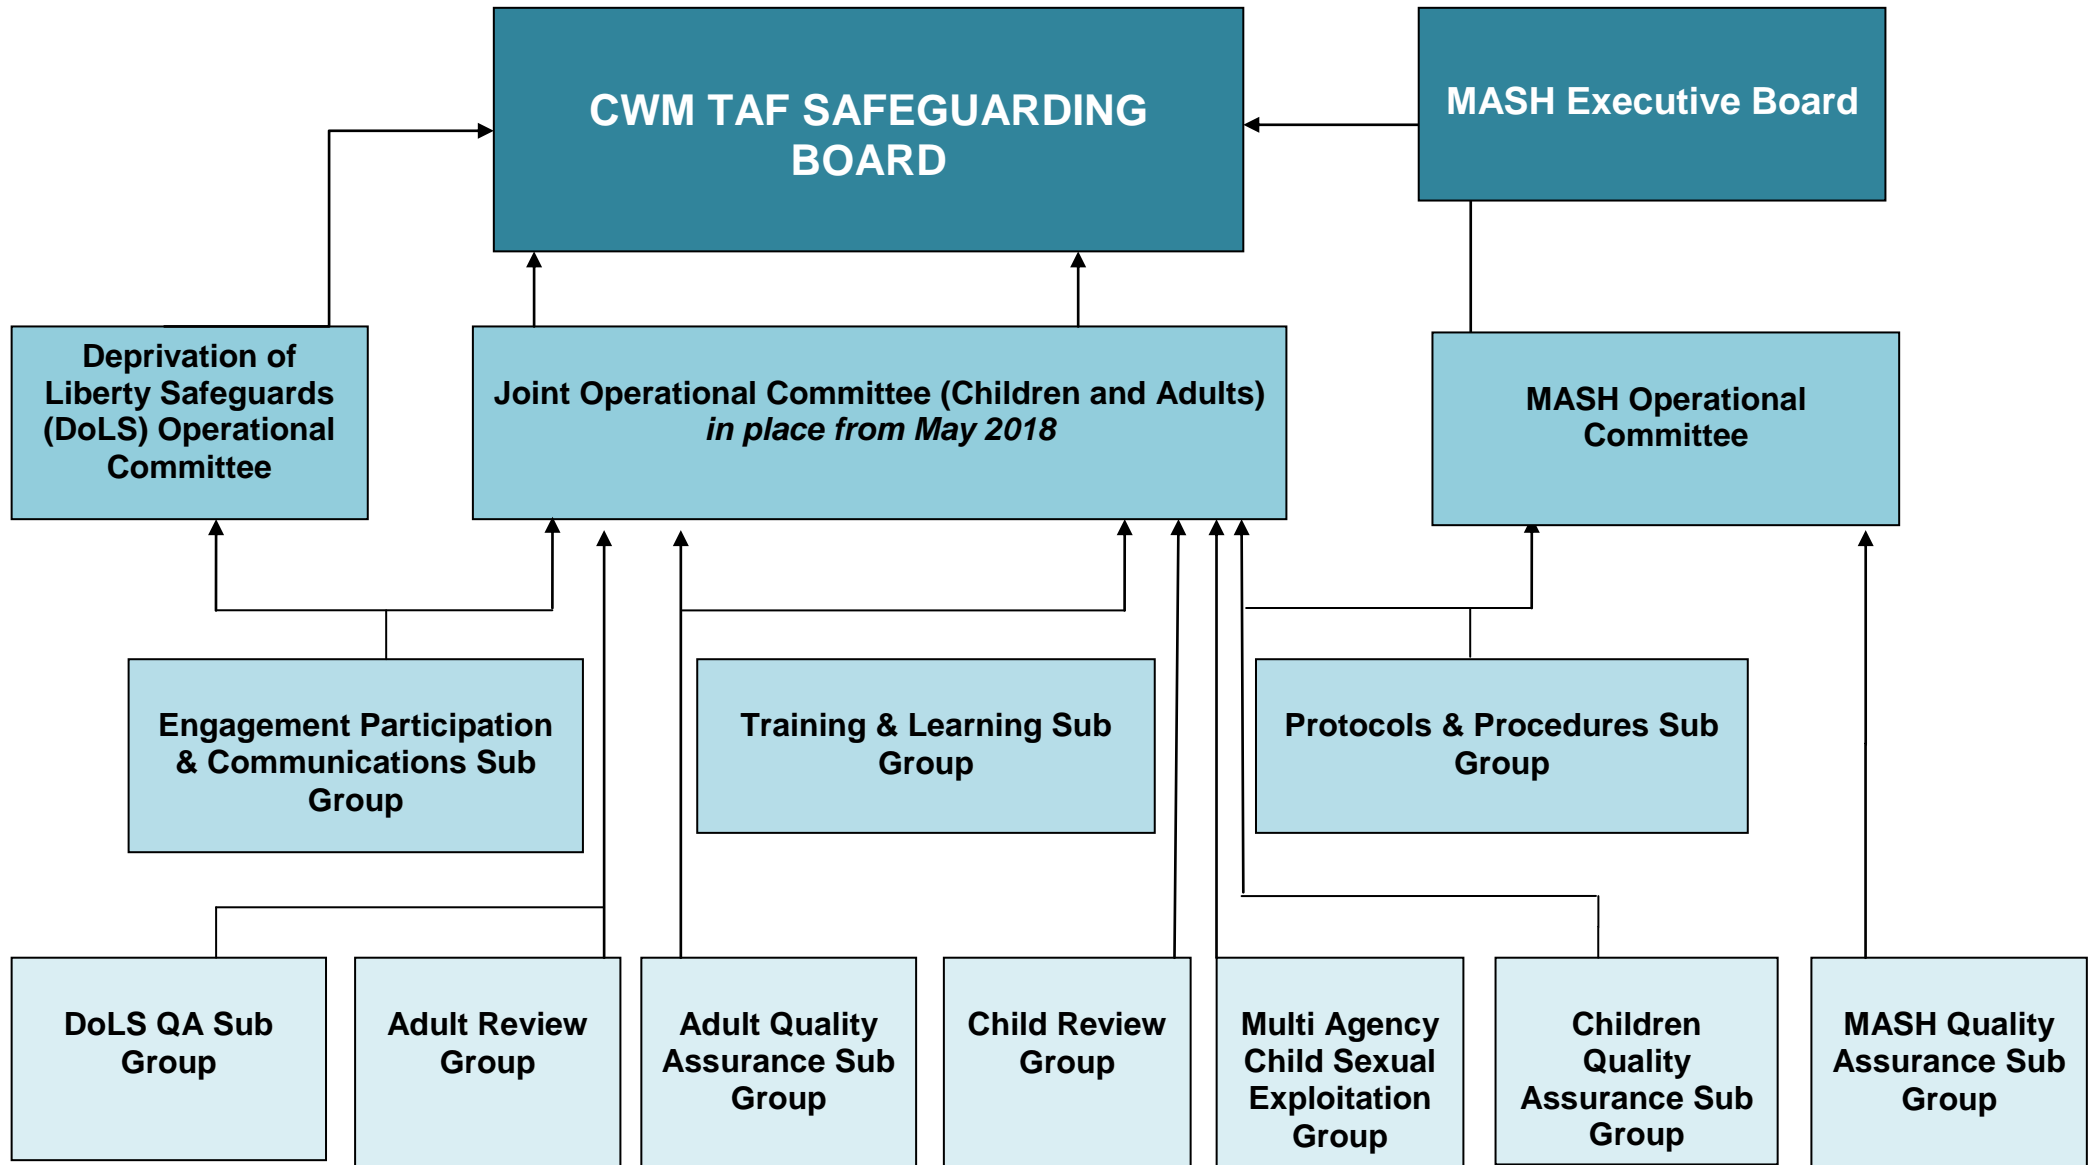 CWM TAF SAFEGUARDING
BOARD
MASH Executive Board
Deprivation of
Liberty Safeguards
(DoLS) Operational
Committee
Joint Operational Committee (Children and Adults)
in place from May 2018
MASH Operational
Committee
Engagement Participation
& Communications Sub
Group
Training & Learning Sub
Group
Protocols & Procedures Sub
Group
DoLS QA Sub
Group
Adult Review
Group
Adult Quality
Assurance Sub
Group
Child Review
Group
Multi Agency
Child Sexual
Exploitation
Group
Children
Quality
Assurance Sub
Group
MASH Quality
Assurance Sub
Group